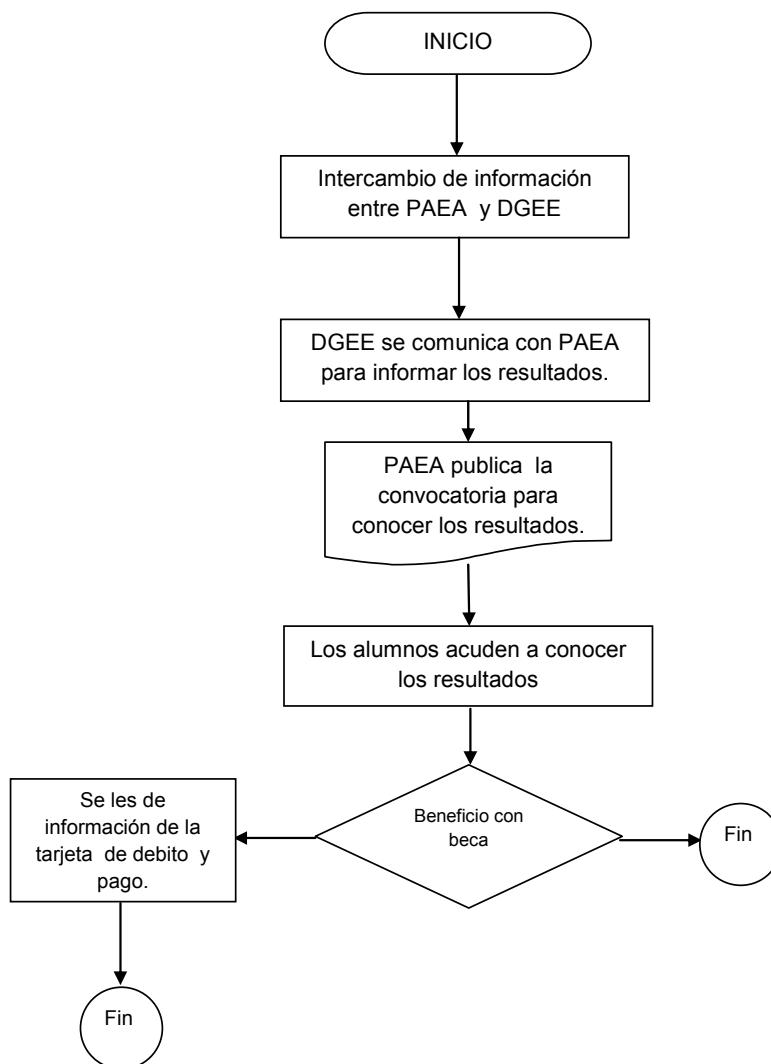 INICIO
Intercambio de información
entre PAEA y DGEE
DGEE se comunica con PAEA
para informar los resultados.
PAEA publica la
convocatoria para
conocer los resultados.
Los alumnos acuden a conocer
los resultados
Beneficio con
beca
Se les de
información de la
tarjeta de debito y
pago.
Fin
Fin